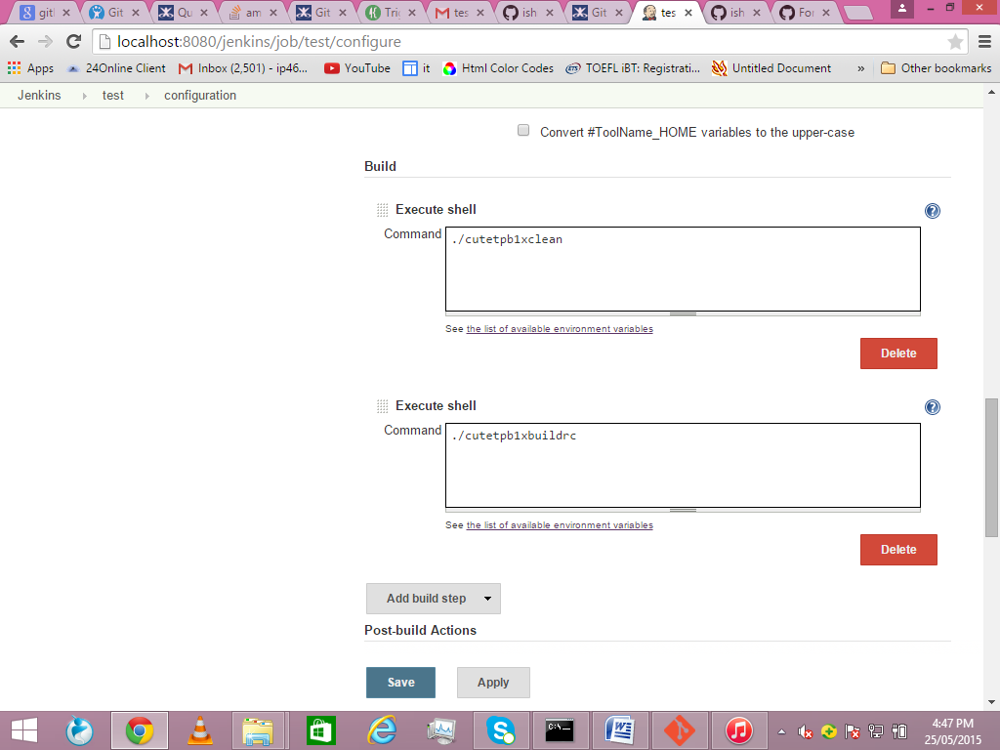 gitl
Git
Qu
am
Git
Tri
tes
ish
Git
tes
ish
For
localhost:8080/jenkins/job/test/configure
Apps 24Online Client Inbox (2,501) - ip46... YouTube it Html Color Codes TOEFL iBT: Registrati... Untitled Document » Other bookmarks
Jenkins test configuration
Convert #ToolName_HOME variables to the upper-case
Build
Execute shell
Command ./cutetpb1xclean
See the list of available environment variables
Delete
Execute shell
Command ./cutetpb1xbuildrc
See the list of available environment variables
Delete
Add build step
Post-build Actions
Save Apply
4:47 PM
25/05/2015